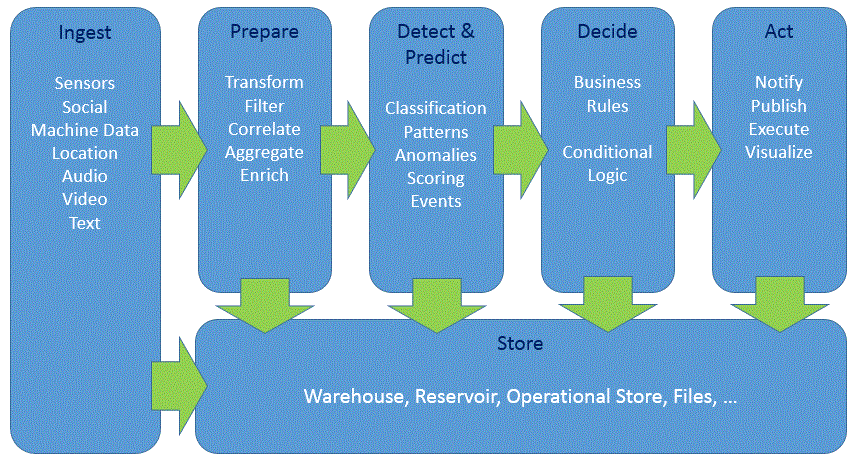 Ingest
Sensors
Social
Machine Data
Location
Audio
Video
Text
Prepare
Transform
Filter
Correlate
Aggregate
Enrich
Detect &
Predict
Classification
Patterns
Anomalies
Scoring
Events
Decide
Business
Rules
Conditional
Logic
Act
Notify
Publish
Execute
Visualize
Store
Warehouse, Reservoir, Operational Store, Files, ...